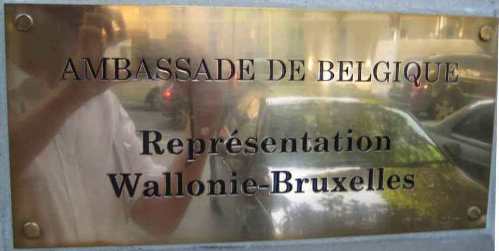 AMBASSADE DE BELGIQUE
Représentation
Wallonie-Bruxelles